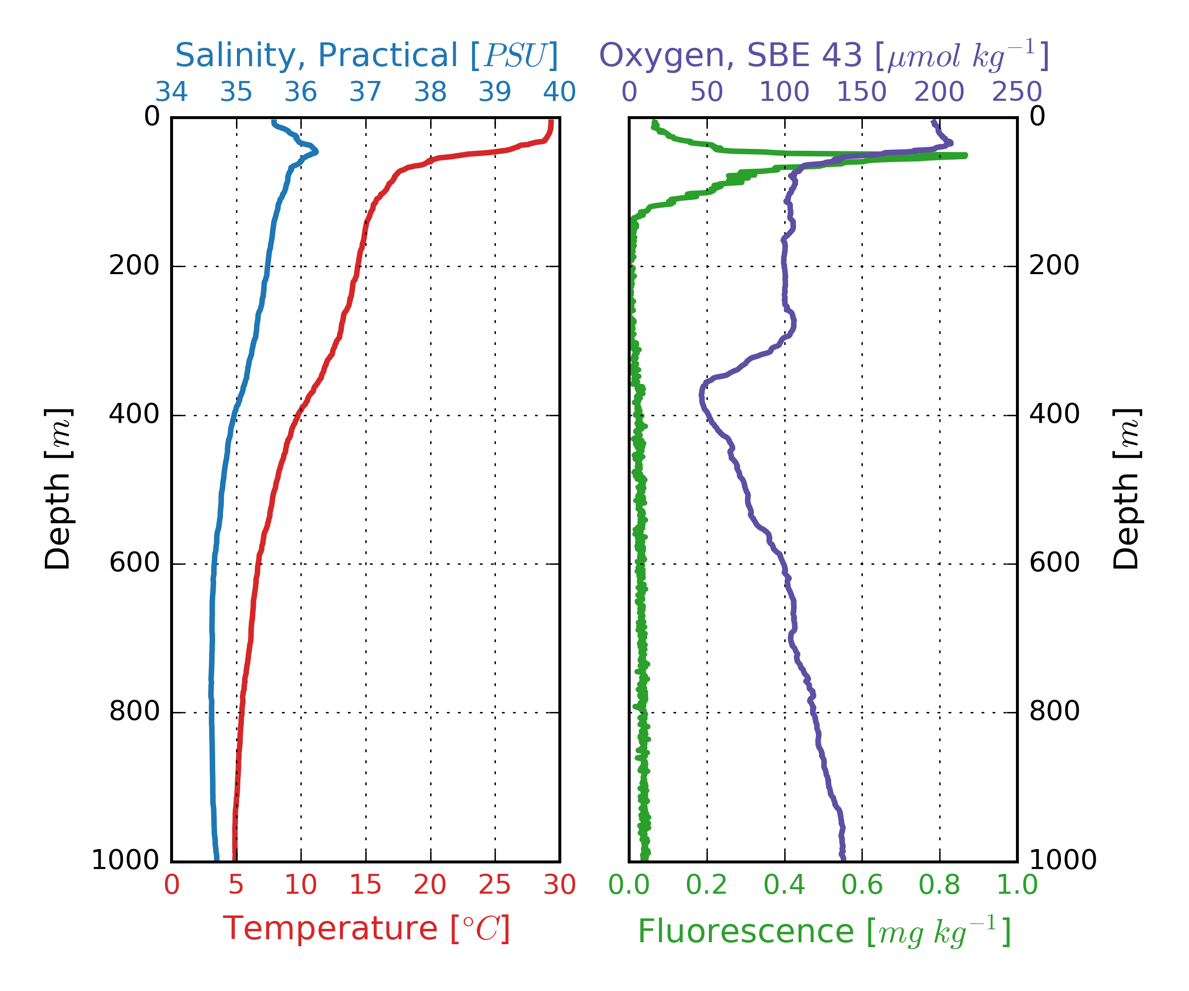 Salinity, Practical [PSU]
34 35 36 37 38 39 40
Oxygen, SBE 43 [μmol kg⁻¹]
0 50 100 150 200 250
0
200
400
600
800
1000
Depth [m]
0 5 10 15 20 25 30
Temperature [°C]
0
200
400
600
800
1000
Depth [m]
0.0 0.2 0.4 0.6 0.8 1.0
Fluorescence [mg kg⁻¹]